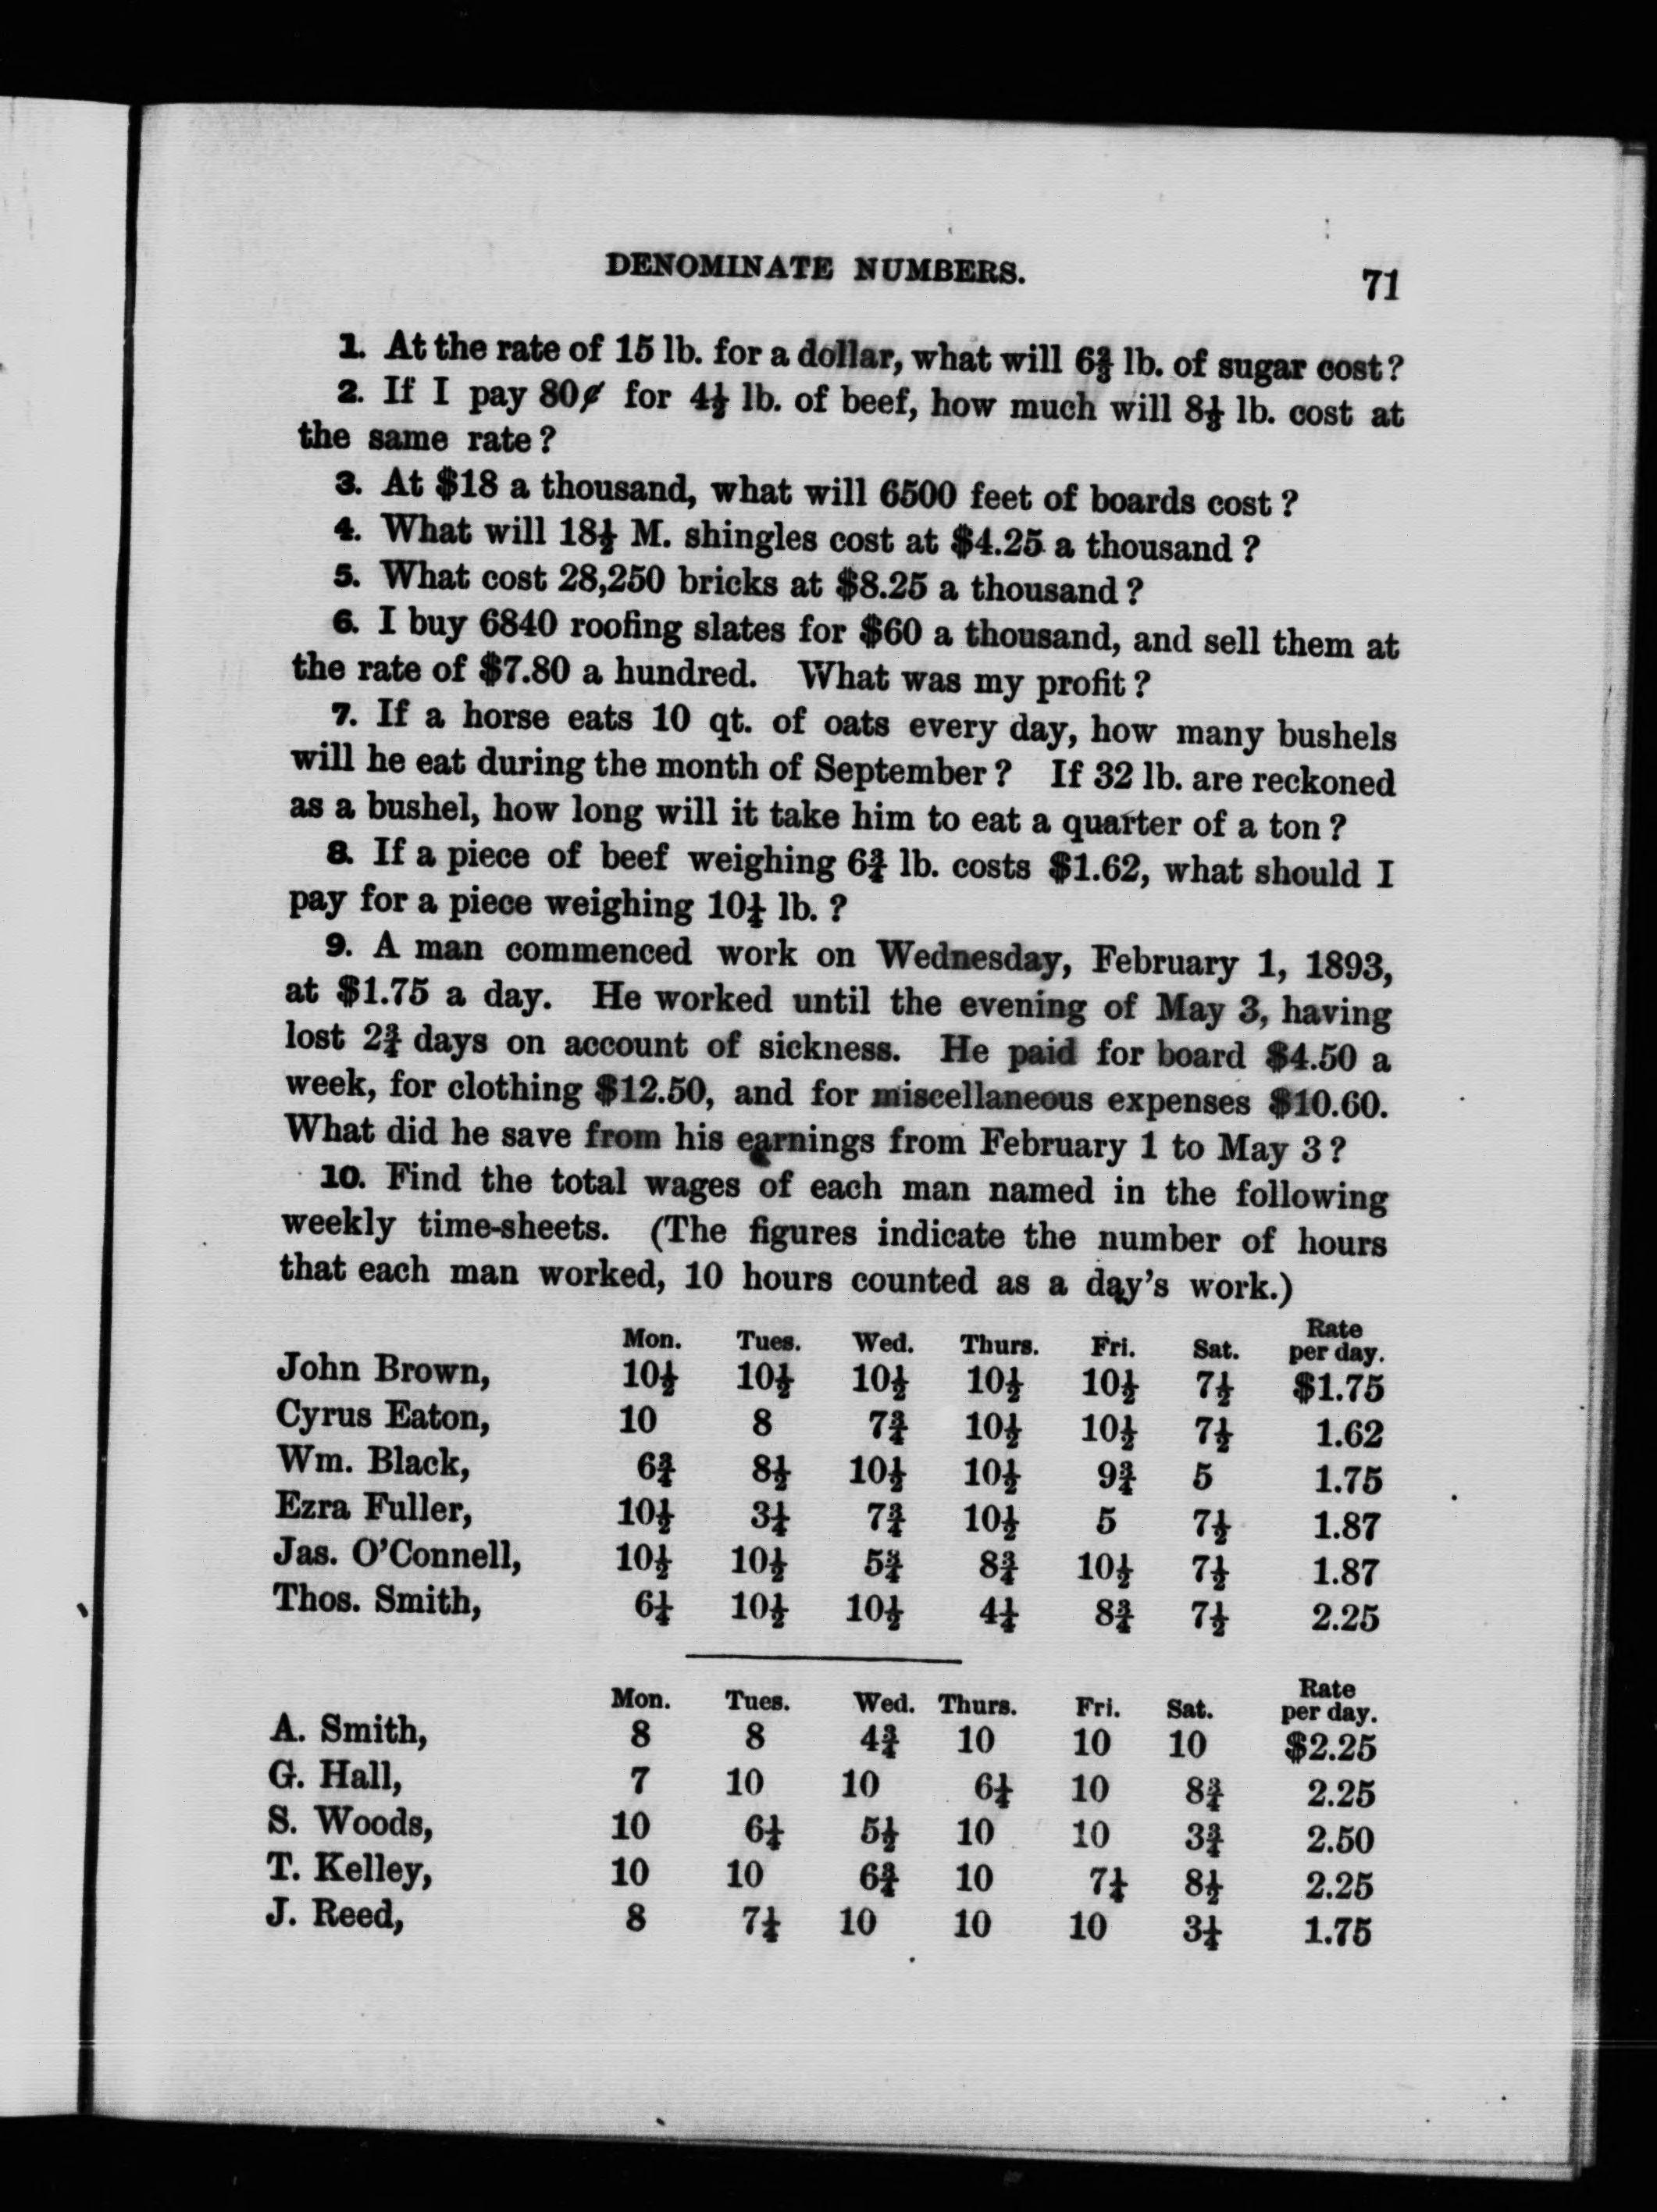 DENOMINATE NUMBERS. 71
1. At the rate of 15 lb. for a dollar, what will 6⅔ lb. of sugar cost?
2. If I pay 80¢ for 4½ lb. of beef, how much will 8⅓ lb. cost at
the same rate?
3. At $18 a thousand, what will 6500 feet of boards cost?
4. What will 18½ M. shingles cost at $4.25 a thousand?
5. What cost 28,250 bricks at $8.25 a thousand?
6. I buy 6840 roofing slates for $60 a thousand, and sell them at
the rate of $7.80 a hundred. What was my profit?
7. If a horse eats 10 qt. of oats every day, how many bushels
will he eat during the month of September? If 32 lb. are reckoned
as a bushel, how long will it take him to eat a quarter of a ton?
8. If a piece of beef weighing 6¾ lb. costs $1.62, what should I
pay for a piece weighing 10¼ lb.?
9. A man commenced work on Wednesday, February 1, 1893,
at $1.75 a day. He worked until the evening of May 3, having
lost 2¾ days on account of sickness. He paid for board $4.50 a
week, for clothing $12.50, and for miscellaneous expenses $10.60.
What did he save from his earnings from February 1 to May 3?
10. Find the total wages of each man named in the following
weekly time-sheets. (The figures indicate the number of hours
that each man worked, 10 hours counted as a day's work.)
Mon. Tues. Wed. Thurs. Fri. Sat. Rate per day.
John Brown, 10½ 10½ 10½ 10½ 10½ 7½ $1.75
Cyrus Eaton, 10 8 7¾ 10½ 10½ 7½ 1.62
Wm. Black, 6¾ 8½ 10½ 10½ 9¾ 5 1.75
Ezra Fuller, 10½ 3¼ 7¾ 10½ 5 7½ 1.87
Jas. O'Connell, 10½ 10½ 5¾ 8¾ 10½ 7½ 1.87
Thos. Smith, 6¼ 10½ 10½ 4¼ 8¾ 7½ 2.25
Mon. Tues. Wed. Thurs. Fri. Sat. Rate per day.
A. Smith, 8 8 4¾ 10 10 10 $2.25
G. Hall, 7 10 10 6¼ 10 8¾ 2.25
S. Woods, 10 6¼ 5½ 10 10 3¾ 2.50
T. Kelley, 10 10 6¾ 10 7¼ 8½ 2.25
J. Reed, 8 7¼ 10 10 10 3¼ 1.75